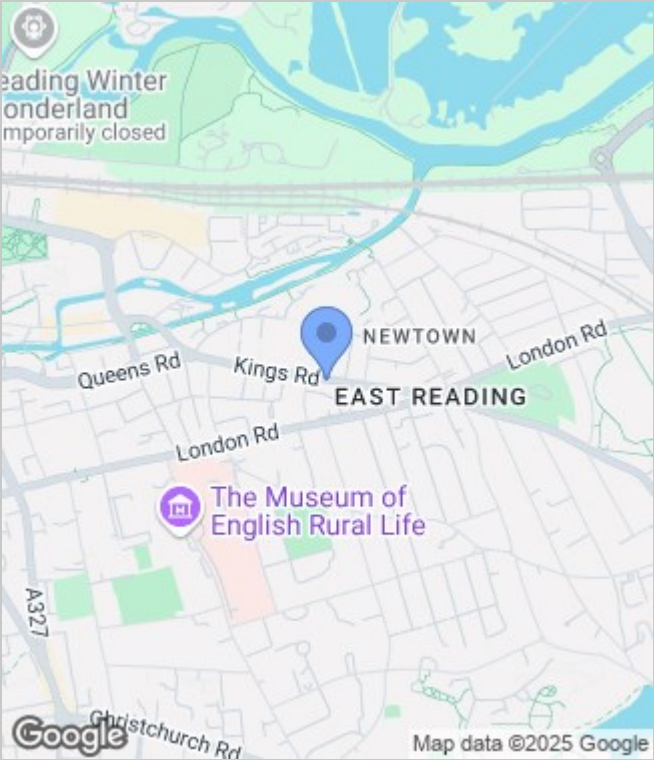 eading Winter
onderland
mporarily closed
NEWTOWN
London Rd
Queens Rd
Kings Rd
EAST READING
London Rd
The Museum of
English Rural Life
A327
Christchurch Rd
Google
Map data ©2025 Google